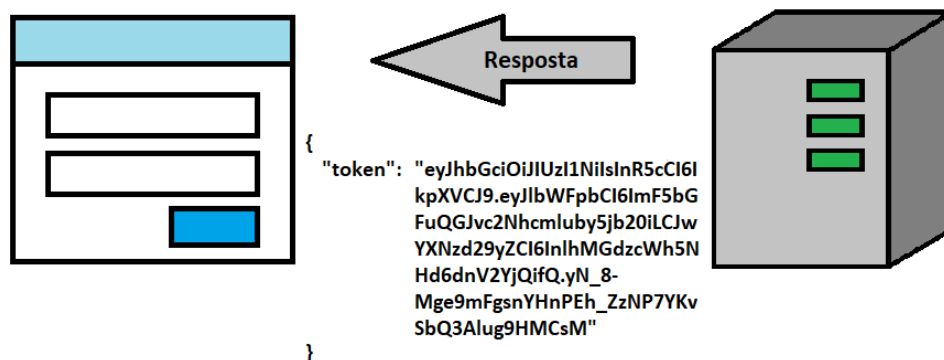 Resposta
{
"token": "eyJhbGciOiJIUzI1NiIsInR5cCI6I
kpXVCJ9.eyJlbWFpbCI6ImF5bG
FuQGJvc2Nhcmluby5jb20iLCJw
YXNzd29yZCI6InlhMGdzcWh5N
Hd6dnV2YjQifQ.yN_8-
Mge9mFgsnYHnPEh_ZzNP7YKv
SbQ3Alug9HMCsM"
}